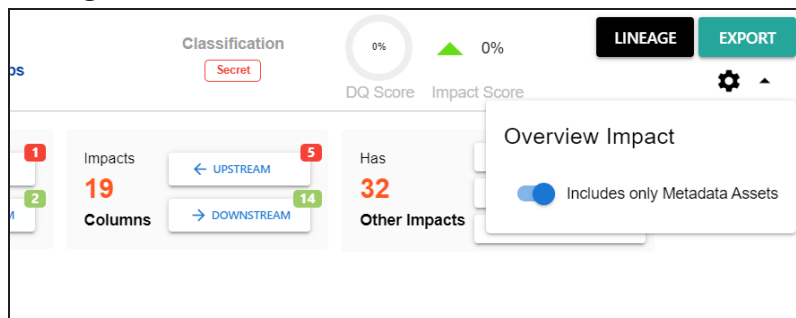 Classification
Secret
0%
0%
DQ Score
Impact Score
LINEAGE
EXPORT
Overview Impact
Includes only Metadata Assets
1
2
Impacts
19
Columns
← UPSTREAM
5
→ DOWNSTREAM
14
Has
32
Other Impacts